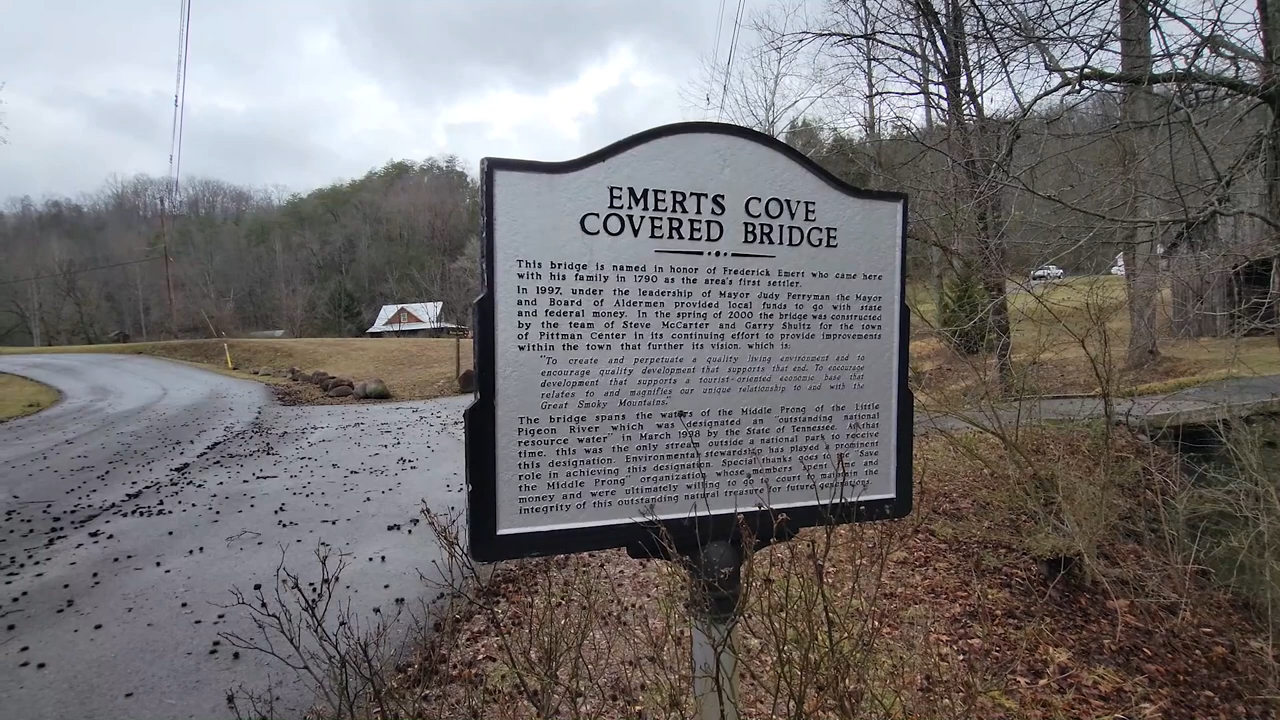 EMERTS COVE
COVERED BRIDGE
This bridge is named in honor of Frederick Emert who came here
with his family in 1790 as the area's first settler.
In 1997, under the leadership of Mayor Judy Perryman the Mayor
and Board of Alderman provided local funds to go with state
and federal money. In the spring of 2000 the bridge was constructed
by the team of Steve McCarter and Garry Shultz for the town
of Pittman Center in its continuing effort to provide improvements
within the town that further its vision, which is:
"To create and perpetuate a quality living environment and to
encourage quality development that supports that end. To encourage
development that supports a tourist-oriented economic base that
relates to and magnifies our unique relationship to and with the
Great Smoky Mountains."
The bridge spans the waters of the Middle Prong of the Little
Pigeon River which was designated an "outstanding national
resource water" in March 1998 by the State of Tennessee. At that
time, this was the only stream outside a national park to receive
this designation. Environmental stewardship has played a prominent
role in achieving this designation. Special thanks goes to the "Save
the Middle Prong" organization whose members spent time and
money and were ultimately willing to go to court to maintain the
integrity of this outstanding natural treasure for future generations.